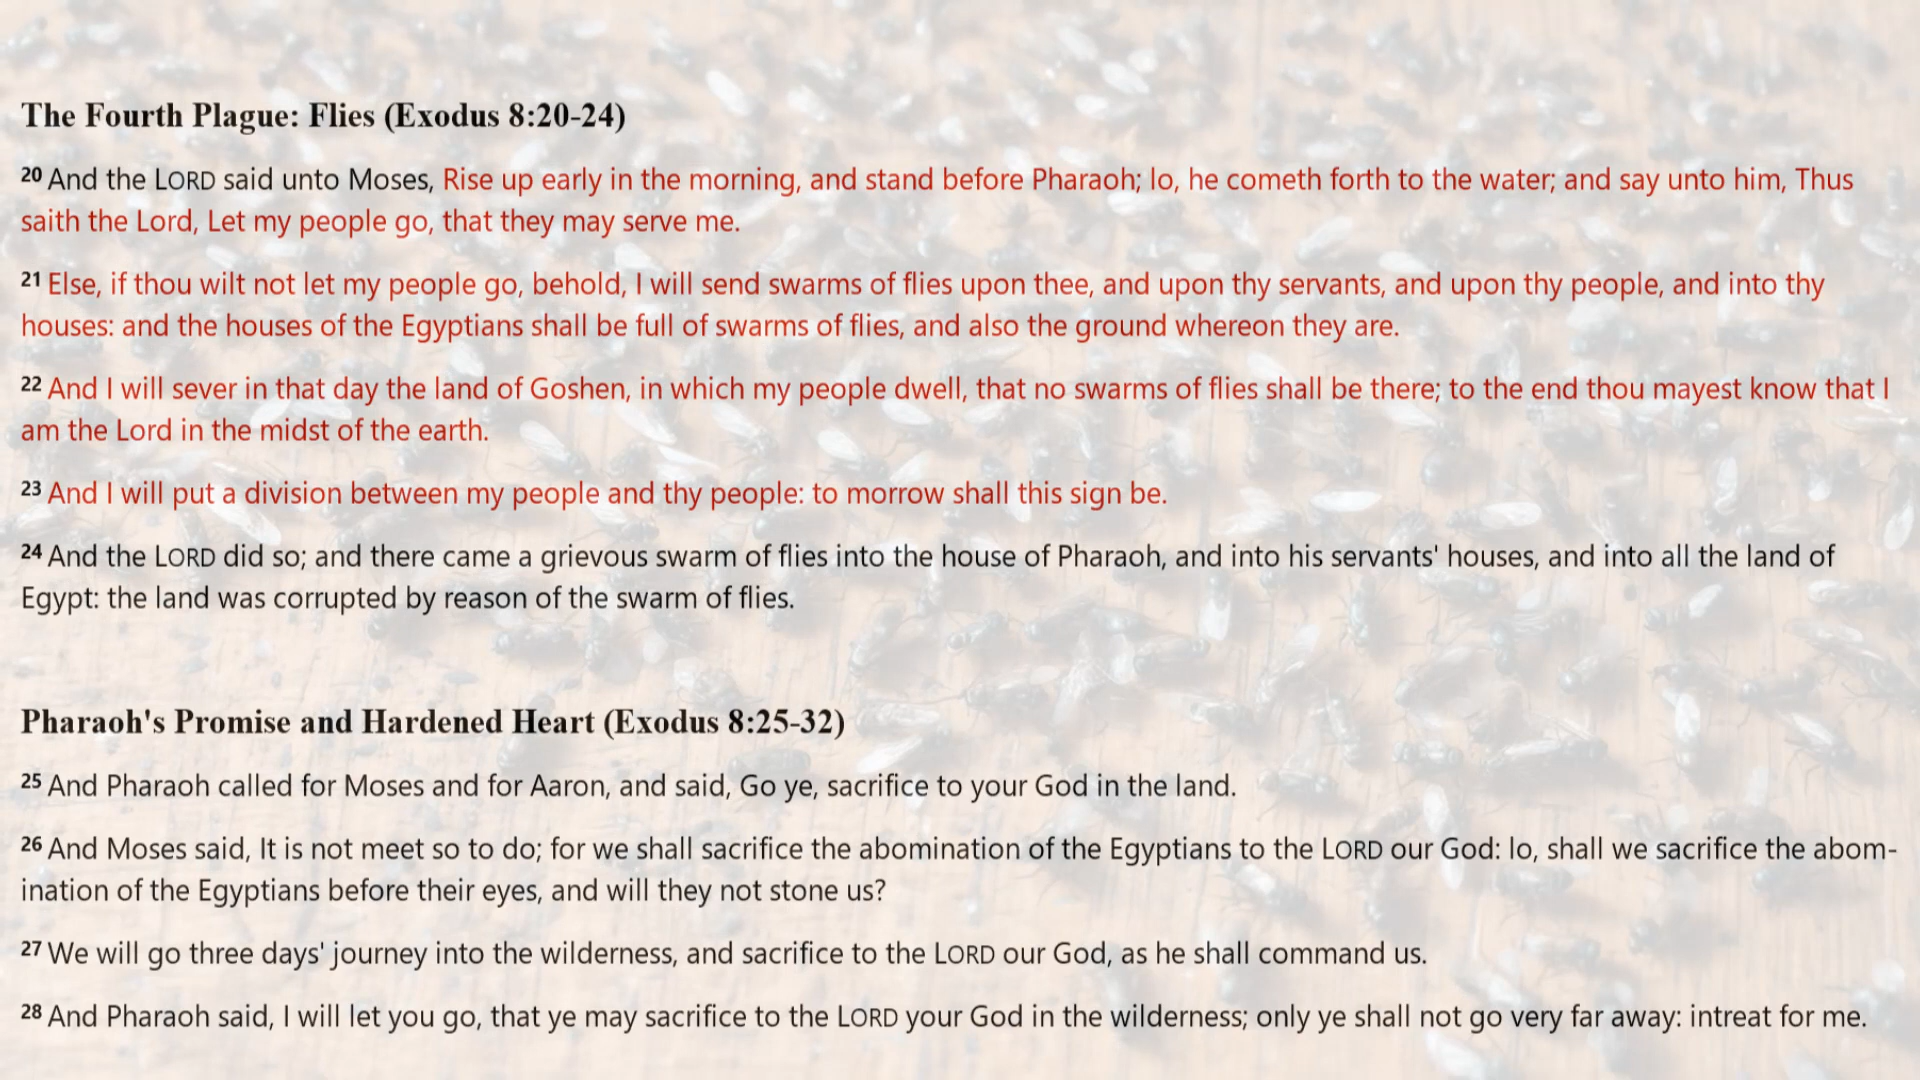 The Fourth Plague: Flies (Exodus 8:20-24)
20 And the LORD said unto Moses, Rise up early in the morning, and stand before Pharaoh; lo, he cometh forth to the water; and say unto him, Thus
saith the Lord, Let my people go, that they may serve me.
21 Else, if thou wilt not let my people go, behold, I will send swarms of flies upon thee, and upon thy servants, and upon thy people, and into thy
houses: and the houses of the Egyptians shall be full of swarms of flies, and also the ground whereon they are.
22 And I will sever in that day the land of Goshen, in which my people dwell, that no swarms of flies shall be there; to the end thou mayest know that I
am the Lord in the midst of the earth.
23 And I will put a division between my people and thy people: to morrow shall this sign be.
24 And the LORD did so; and there came a grievous swarm of flies into the house of Pharaoh, and into his servants' houses, and into all the land of
Egypt: the land was corrupted by reason of the swarm of flies.
Pharaoh's Promise and Hardened Heart (Exodus 8:25-32)
25 And Pharaoh called for Moses and for Aaron, and said, Go ye, sacrifice to your God in the land.
26 And Moses said, It is not meet so to do; for we shall sacrifice the abomination of the Egyptians to the LORD our God: lo, shall we sacrifice the abom-
ination of the Egyptians before their eyes, and will they not stone us?
27 We will go three days' journey into the wilderness, and sacrifice to the LORD our God, as he shall command us.
28 And Pharaoh said, I will let you go, that ye may sacrifice to the LORD your God in the wilderness; only ye shall not go very far away: intreat for me.